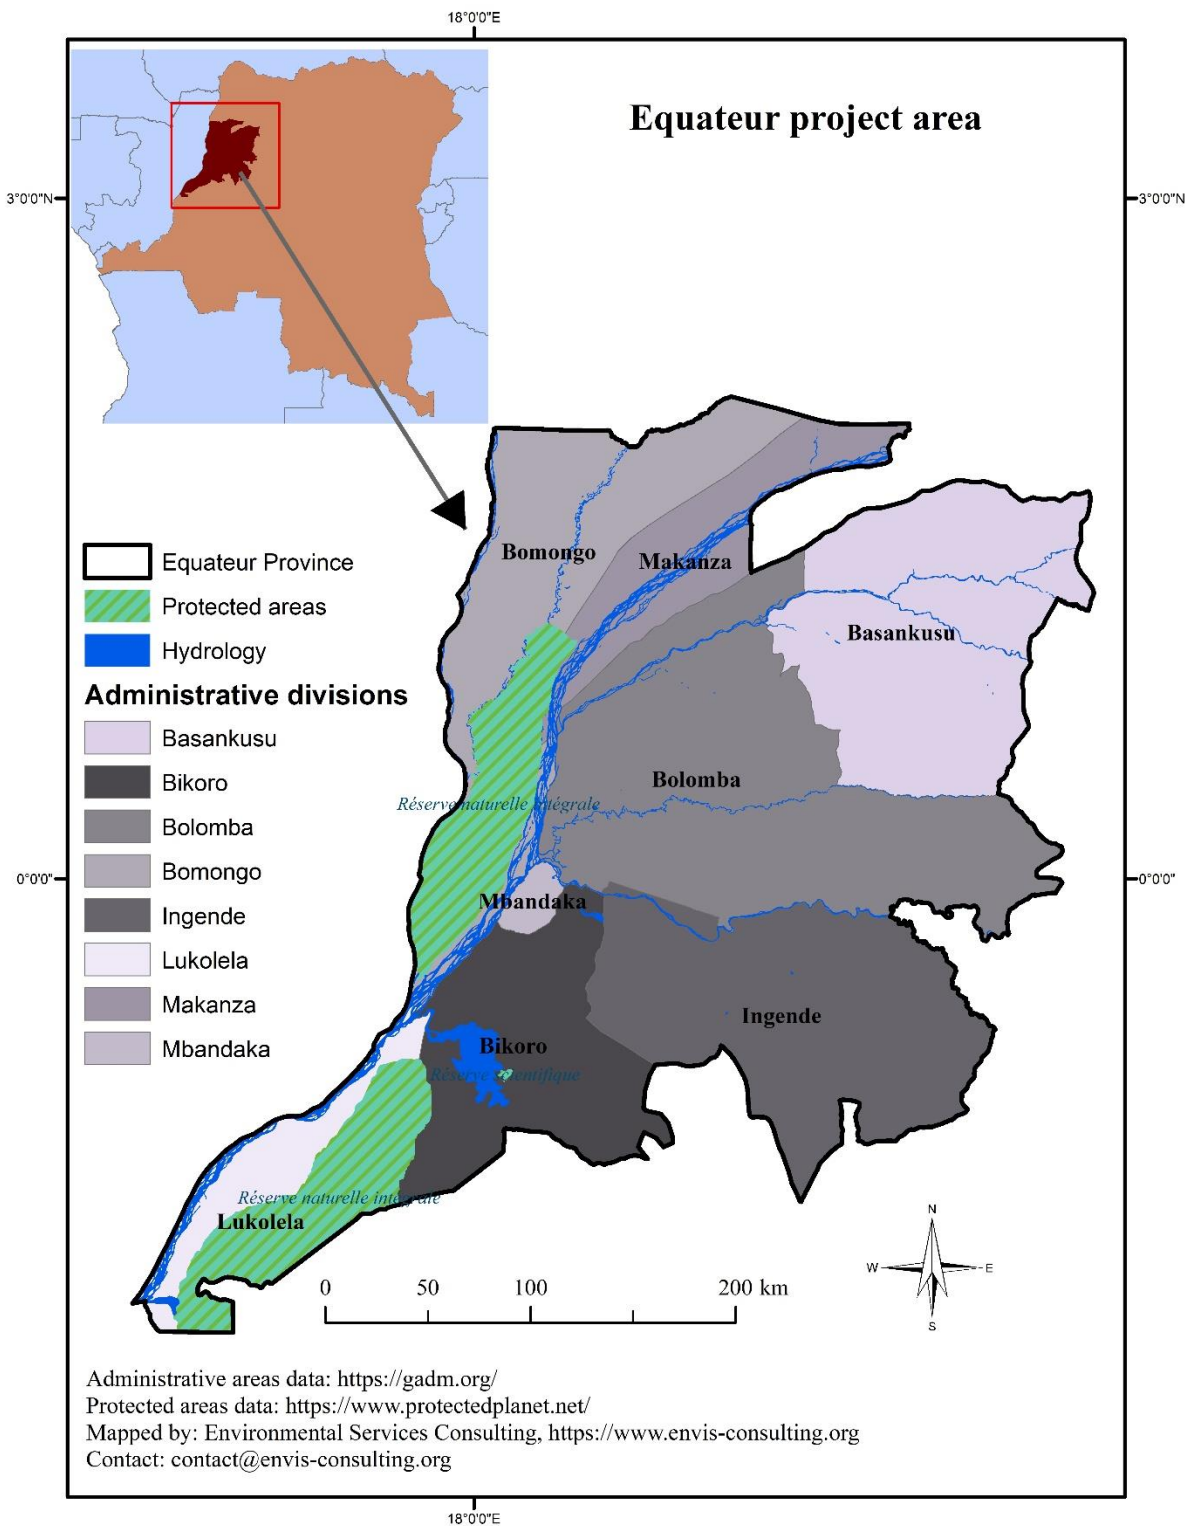 18°0'0"E
Equateur project area
3°0'0"N
3°0'0"N
Equateur Province
Protected areas
Hydrology
Administrative divisions
Basankusu
Bikoro
Bolomba
Bomongo
Ingende
Lukolela
Makanza
Mbandaka
Bomongo
Makanza
Basankusu
Bolomba
Réserve naturelle intégrale
0°0'0"
0°0'0"
Mbandaka
Ingende
Bikoro
Réserve scientifique
Réserve naturelle intégrale
Lukolela
N
W
E
S
0 50 100 200 km
Administrative areas data: https://gadm.org/
Protected areas data: https://www.protectedplanet.net/
Mapped by: Environmental Services Consulting, https://www.envis-consulting.org
Contact: contact@envis-consulting.org
18°0'0"E